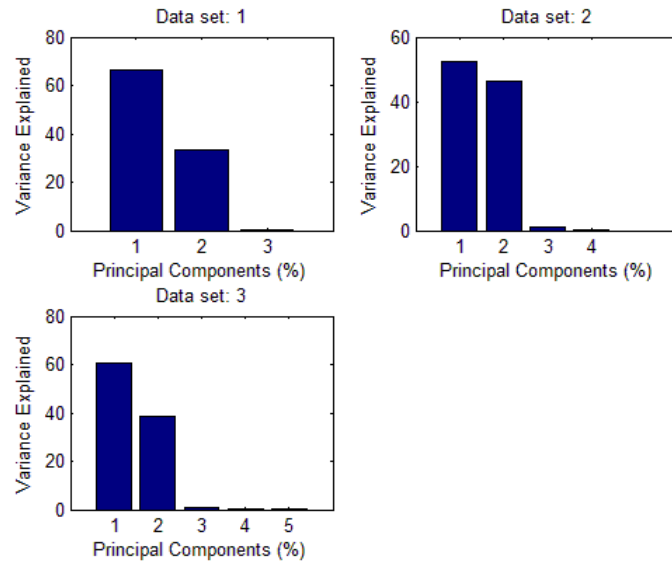 Data set: 1
80
60
40
20
0
Variance Explained
1 2 3
Principal Components (%)
Data set: 2
60
40
20
0
Variance Explained
1 2 3 4
Principal Components (%)
Data set: 3
80
60
40
20
0
Variance Explained
1 2 3 4 5
Principal Components (%)